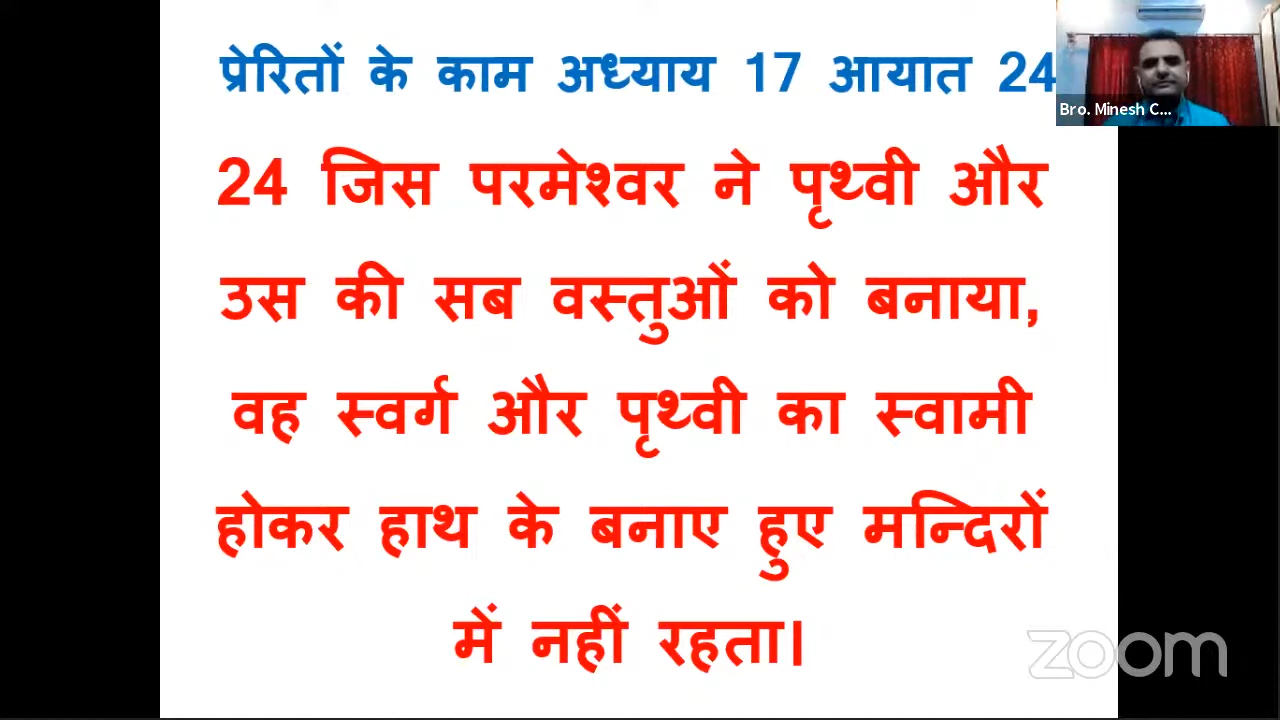 प्रेरितों के काम अध्याय 17 आयात 24
Bro. Minesh C...
24 जिस परमेश्वर ने पृथ्वी और
उस की सब वस्तुओं को बनाया,
वह स्वर्ग और पृथ्वी का स्वामी
होकर हाथ के बनाए हुए मन्दिरों
में नहीं रहता।
zoom